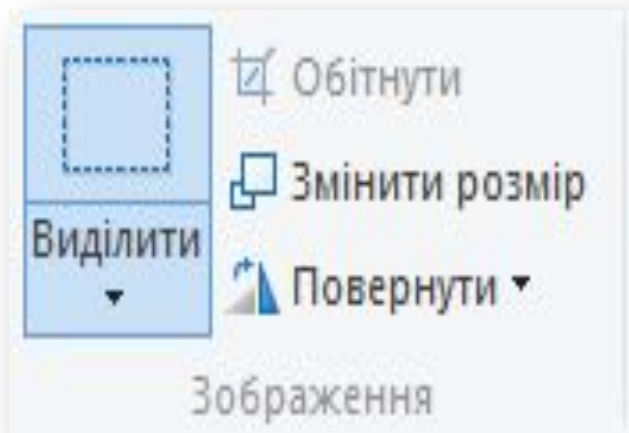 Виділити
Обітнути
Змінити розмір
Повернути
Зображення